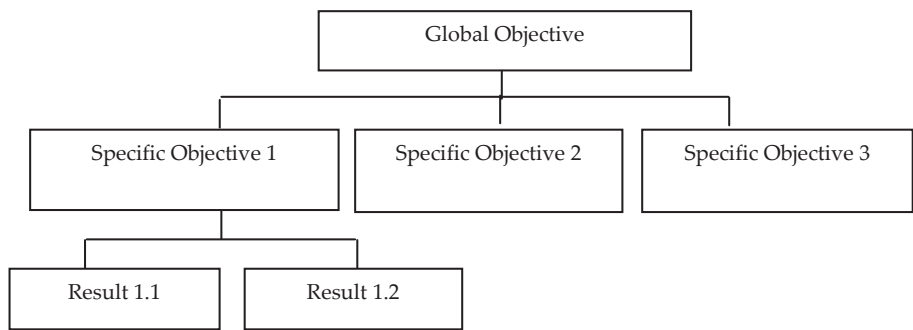 Global Objective
Specific Objective 1
Specific Objective 2
Specific Objective 3
Result 1.1
Result 1.2